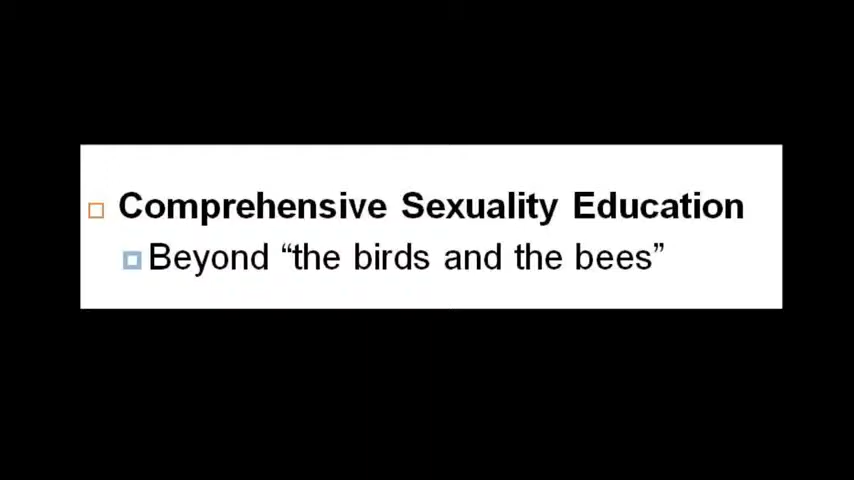 Comprehensive Sexuality Education
Beyond “the birds and the bees”